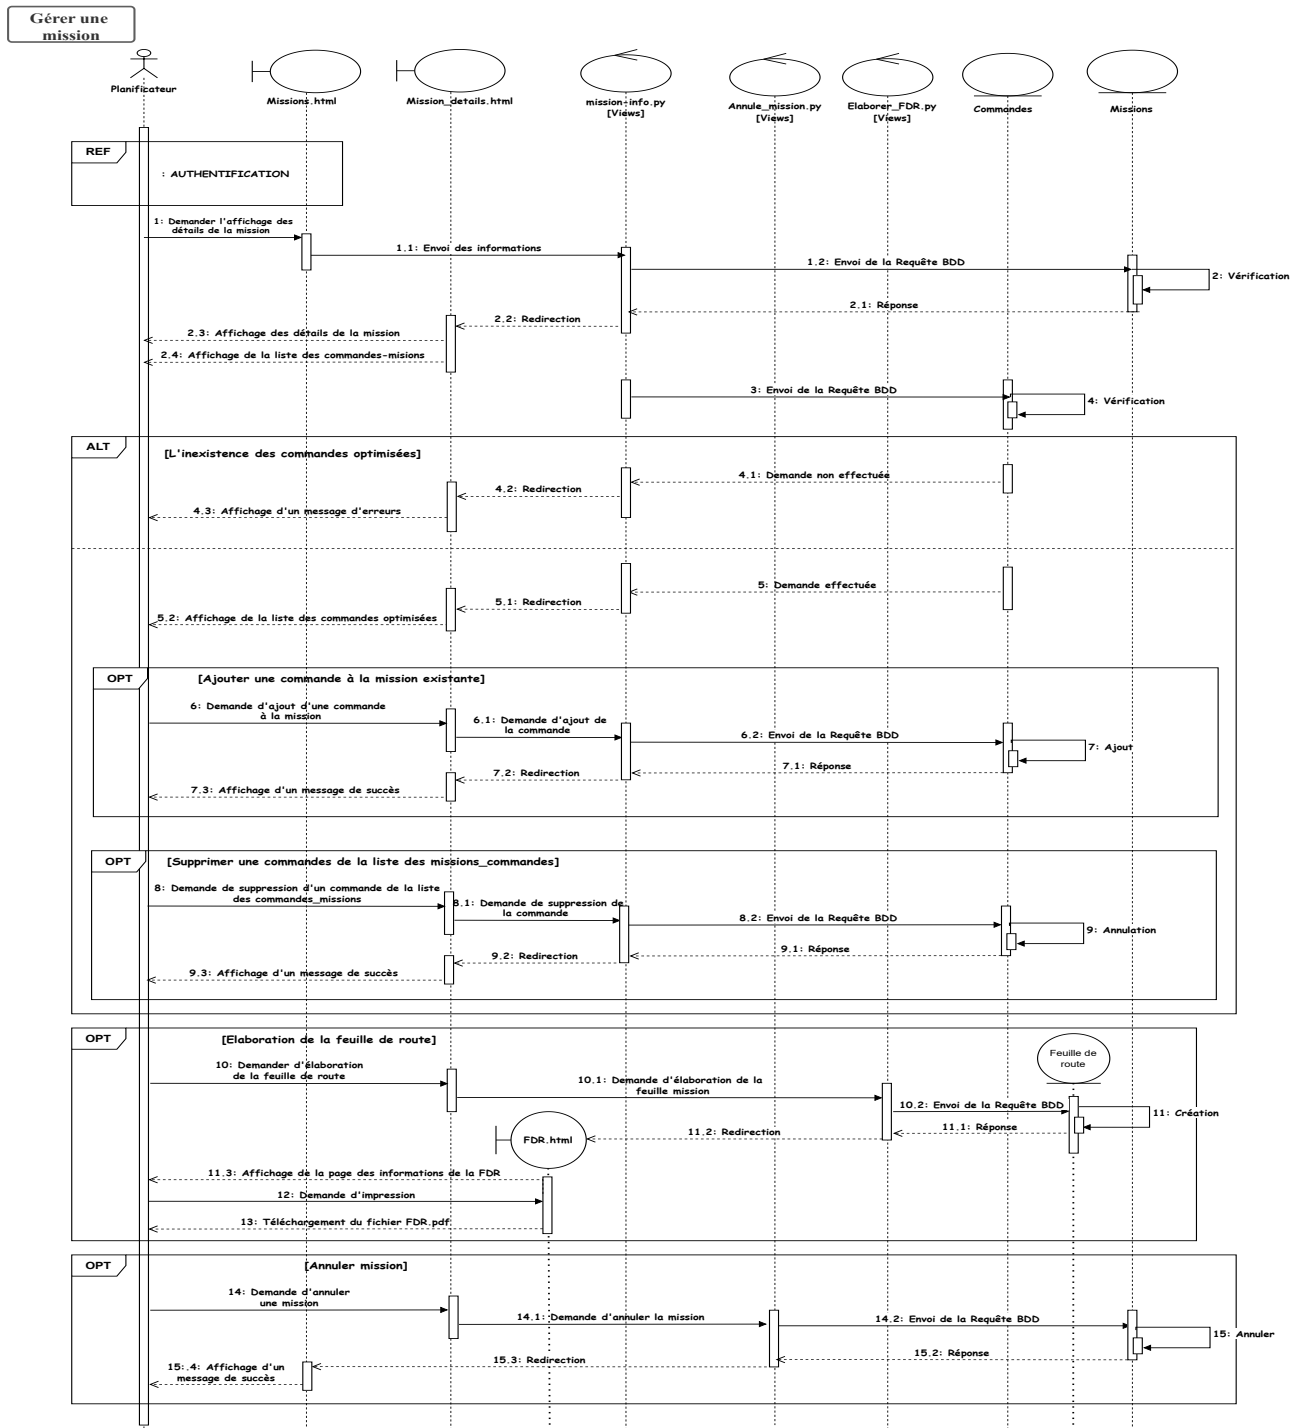 Gérer une
mission
Planificateur
Missions.html
Mission_details.html
mission-info.py
[Views]
Annule_mission.py
[Views]
Elaborer_FDR.py
[Views]
Commandes
Missions
REF
: AUTHENTIFICATION
1: Demander l'affichage des
détails de la mission
1.1: Envoi des informations
1.2: Envoi de la Requête BDD
2: Vérification
2.1: Réponse
2.2: Redirection
2.3: Affichage des détails de la mission
2.4: Affichage de la liste des commandes-misions
3: Envoi de la Requête BDD
4: Vérification
ALT
[L'inexistence des commandes optimisées]
4.1: Demande non effectuée
4.2: Redirection
4.3: Affichage d'un message d'erreurs
5: Demande effectuée
5.1: Redirection
5.2: Affichage de la liste des commandes optimisées
OPT
[Ajouter une commande à la mission existante]
6: Demande d'ajout d'une commande
à la mission
6.1: Demande d'ajout de
la commande
6.2: Envoi de la Requête BDD
7: Ajout
7.1: Réponse
7.2: Redirection
7.3: Affichage d'un message de succès
OPT
[Supprimer une commandes de la liste des missions_commandes]
8: Demande de suppression d'un commande de la liste
des commandes_missions
8.1: Demande de suppression de
la commande
8.2: Envoi de la Requête BDD
9: Annulation
9.1: Réponse
9.2: Redirection
9.3: Affichage d'un message de succès
OPT
[Elaboration de la feuille de route]
Feuille de
route
10: Demander d'élaboration
de la feuille de route
10.1: Demande d'élaboration de la
feuille mission
10.2: Envoi de la Requête BDD
11: Création
11.1: Réponse
11.2: Redirection
FDR.html
11.3: Affichage de la page des informations de la FDR
12: Demande d'impression
13: Téléchargement du fichier FDR.pdf
OPT
[Annuler mission]
14: Demande d'annuler
une mission
14.1: Demande d'annuler la mission
14.2: Envoi de la Requête BDD
15: Annuler
15.2: Réponse
15.3: Redirection
15:.4: Affichage d'un
message de succès